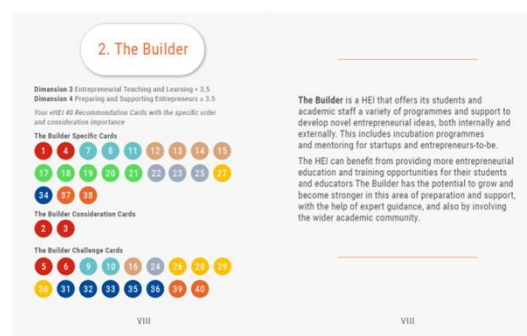 2. The Builder
Dimension 3 Entrepreneurial Teaching and Learning < 3.5
Dimension 4 Preparing and Supporting Entrepreneurs ≥ 3.5
Your eHEI 40 Recommendation Cards with the specific order
and consideration importance
The Builder Specific Cards
1 4 7 8 11 12 13 14 15
17 18 19 20 21 22 23 25 27
34 37 38
The Builder Consideration Cards
2 3
The Builder Challenge Cards
5 6 9 10 16 24 26 28 29
30 31 32 33 35 36 39 40
VIII
The Builder is a HEI that offers its students and
academic staff a variety of programmes and support to
develop novel entrepreneurial ideas, both internally and
externally. This includes incubation programmes
and mentoring for startups and entrepreneurs-to-be.
The HEI can benefit from providing more entrepreneurial
education and training opportunities for their students
and educators The Builder has the potential to grow and
become stronger in this area of preparation and support,
with the help of expert guidance, and also by involving
the wider academic community.
VIII